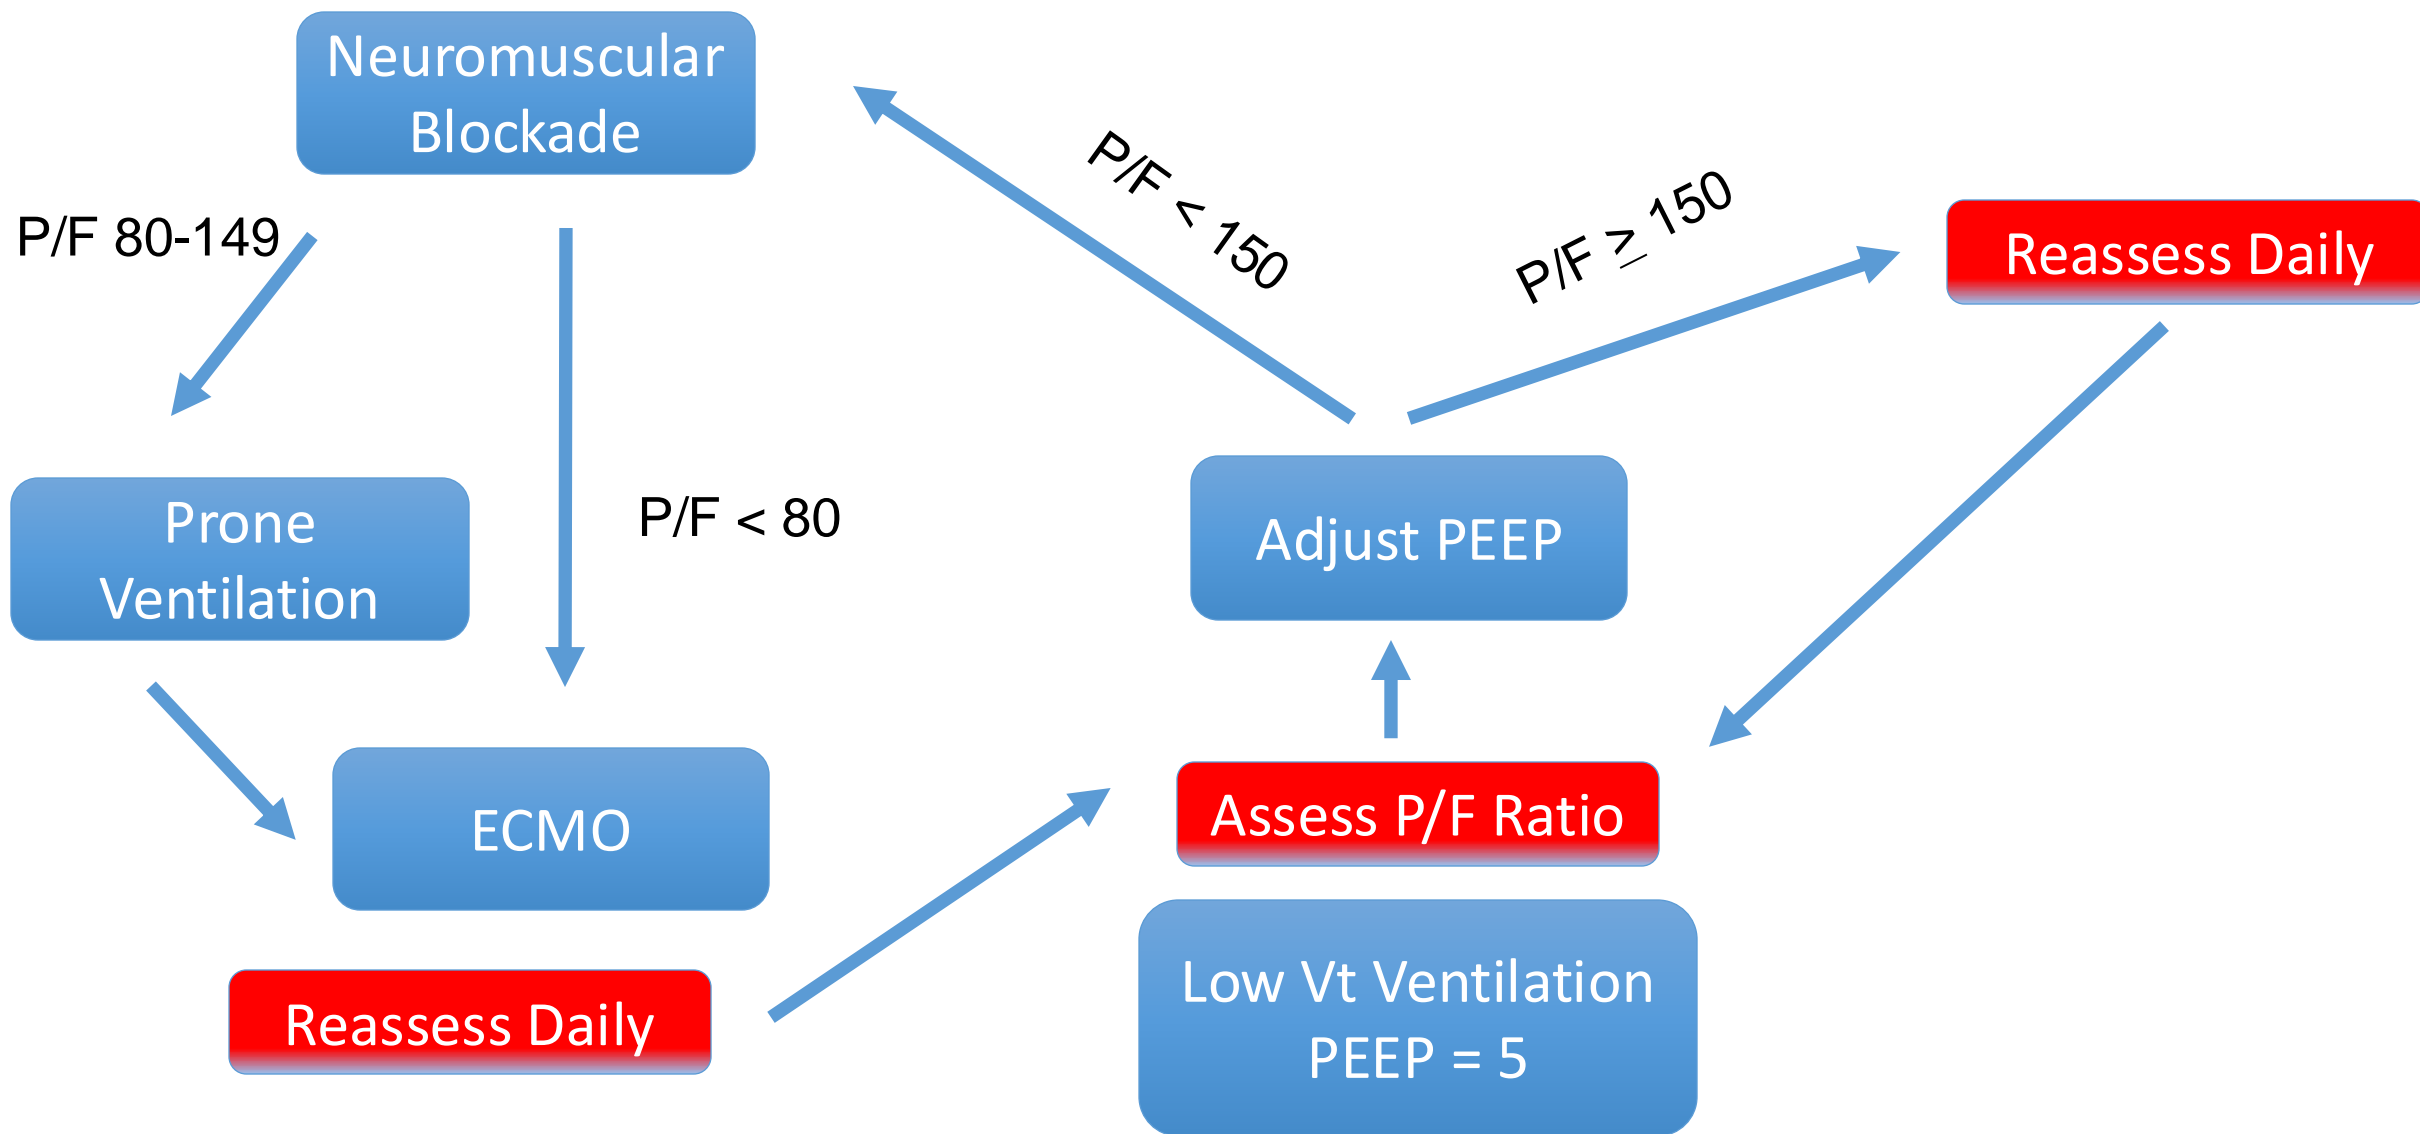 Neuromuscular
Blockade
P/F 80-149
P/F < 150
P/F ≥ 150
Reassess Daily
Prone
Ventilation
P/F < 80
Adjust PEEP
ECMO
Assess P/F Ratio
Reassess Daily
Low Vt Ventilation
PEEP = 5